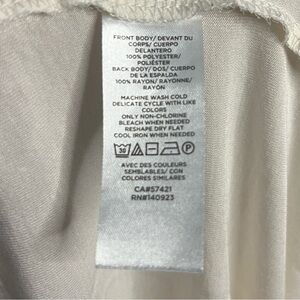 FRONT BODY/ DEVANT DU
CORPS/ CUERPO
DELANTERO
100% POLYESTER/
POLIÉSTER
BACK BODY/ DOS/ CUERPO
DE LA ESPALDA
100% RAYON/ RAYONNE/
RAYÓN
MACHINE WASH COLD
DELICATE CYCLE WITH LIKE
COLORS
ONLY NON-CHLORINE
BLEACH WHEN NEEDED
RESHAPE DRY FLAT
COOL IRON WHEN NEEDED
30 P
AVEC DES COULEURS
SEMBLABLES/ CON
COLORES SIMILARES
CA#57421
RN#140923